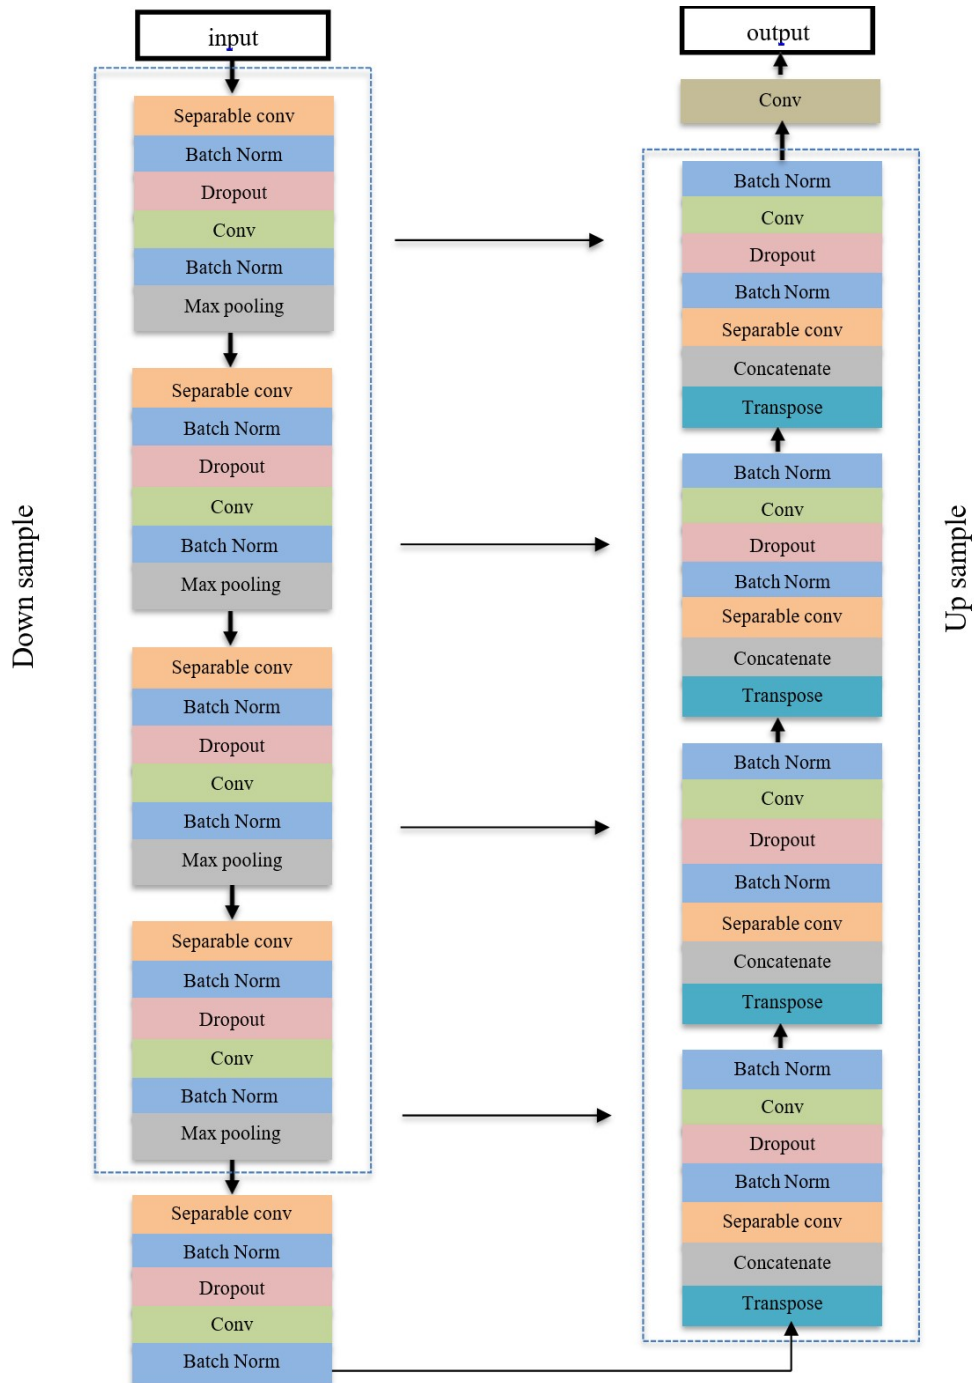 input
Separable conv
Batch Norm
Dropout
Conv
Batch Norm
Max pooling
Separable conv
Batch Norm
Dropout
Conv
Batch Norm
Max pooling
Separable conv
Batch Norm
Dropout
Conv
Batch Norm
Max pooling
Separable conv
Batch Norm
Dropout
Conv
Batch Norm
Max pooling
Separable conv
Batch Norm
Dropout
Conv
Batch Norm
Down sample
output
Conv
Batch Norm
Conv
Dropout
Batch Norm
Separable conv
Concatenate
Transpose
Batch Norm
Conv
Dropout
Batch Norm
Separable conv
Concatenate
Transpose
Batch Norm
Conv
Dropout
Batch Norm
Separable conv
Concatenate
Transpose
Batch Norm
Conv
Dropout
Batch Norm
Separable conv
Concatenate
Transpose
Up sample